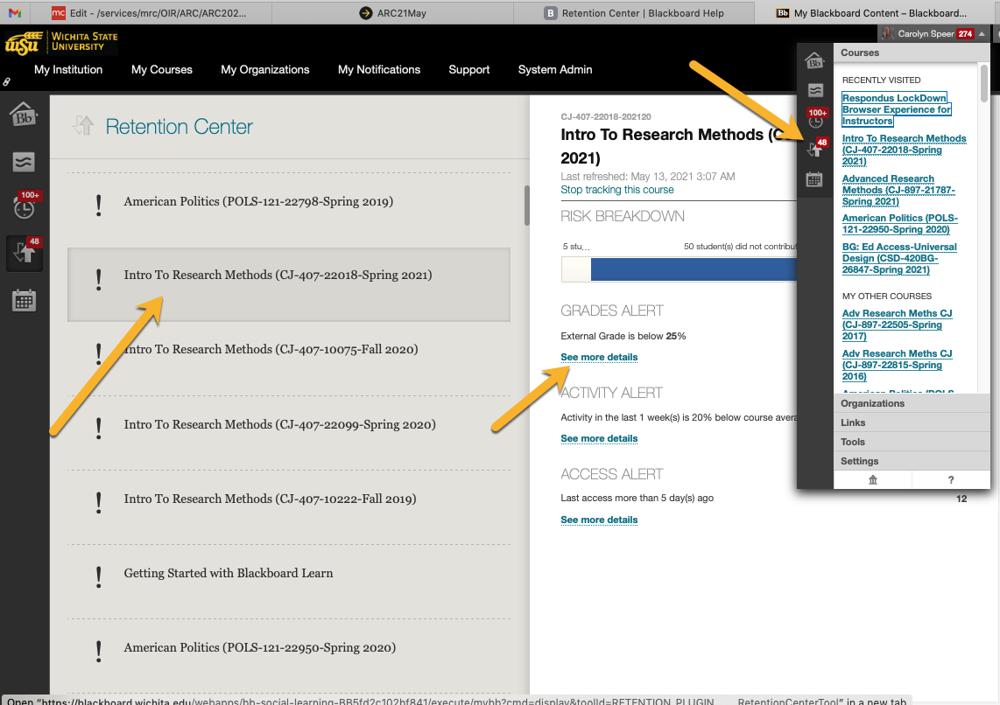 Edit - /services/mrc/OIR/ARC/ARC202...
ARC21May
Retention Center | Blackboard Help
My Blackboard Content – Blackboard...
WICHITA STATE
UNIVERSITY
wsu
Carolyn Speer 274
My Institution
My Courses
My Organizations
My Notifications
Support
System Admin
Bb
100+
48
Retention Center
! American Politics (POLS-121-22798-Spring 2019)
! Intro To Research Methods (CJ-407-22018-Spring 2021)
! Intro To Research Methods (CJ-407-10075-Fall 2020)
! Intro To Research Methods (CJ-407-22099-Spring 2020)
! Intro To Research Methods (CJ-407-10222-Fall 2019)
! Getting Started with Blackboard Learn
! American Politics (POLS-121-22950-Spring 2020)
CJ-407-22018-202120
Intro To Research Methods (C
2021)
Last refreshed: May 13, 2021 3:07 AM
Stop tracking this course
RISK BREAKDOWN
5 stu...
50 student(s) did not contribut
GRADES ALERT
External Grade is below 25%
See more details
ACTIVITY ALERT
Activity in the last 1 week(s) is 20% below course avera
See more details
ACCESS ALERT
Last access more than 5 day(s) ago
12
See more details
Bb
100+
48
Courses
RECENTLY VISITED
Respondus LockDown
Browser Experience for
Instructors
Intro To Research Methods
(CJ-407-22018-Spring
2021)
Advanced Research
Methods (CJ-897-21787-
Spring 2021)
American Politics (POLS-
121-22950-Spring 2020)
BG: Ed Access-Universal
Design (CSD-420BG-
26847-Spring 2021)
MY OTHER COURSES
Adv Research Meths CJ
(CJ-897-22505-Spring
2017)
Adv Research Meths CJ
(CJ-897-22815-Spring
2016)
American Politics (POLS-
Organizations
Links
Tools
Settings
?
Open "https://blackboard.wichita.edu/webapps/bb-social-learning-BB5fd2c102bf841/execute/mybb?cmd=display&toolId=RETENTION_PLUGIN____RetentionCenterTool" in a new tab